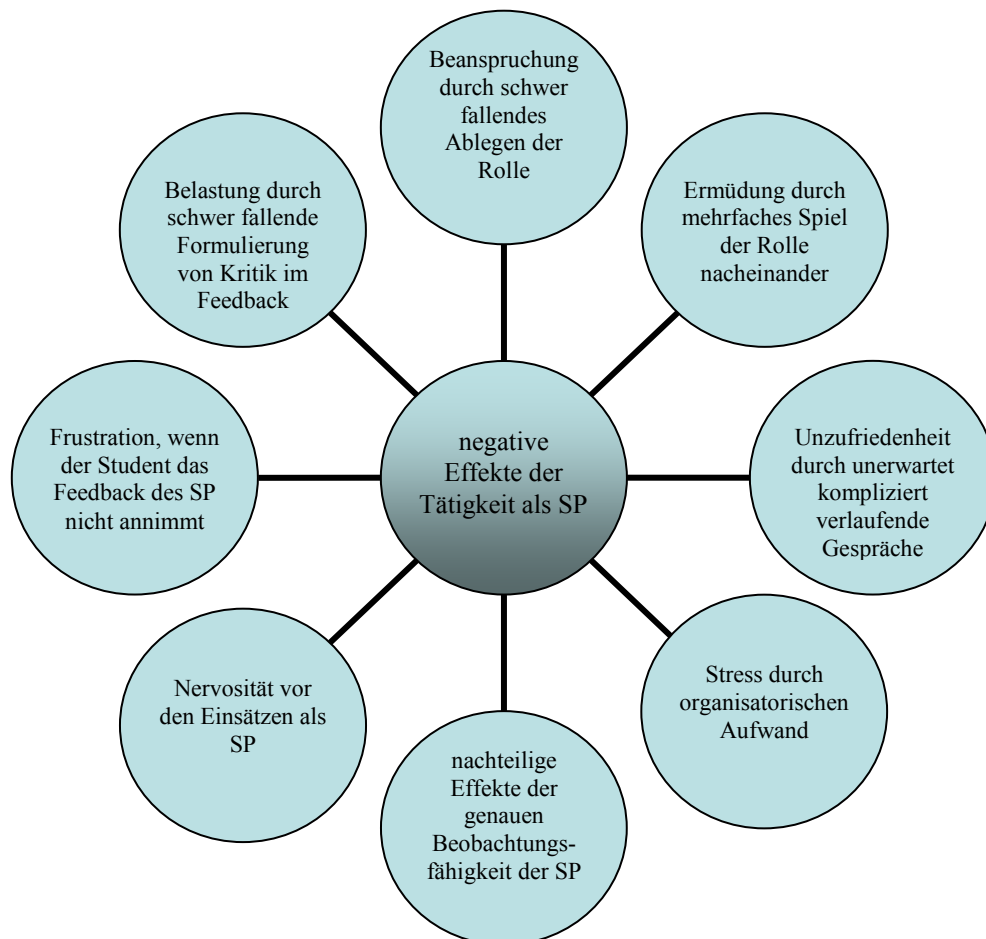 Beanspruchung
durch schwer
fallendes
Ablegen der
Rolle
Belastung durch
schwer fallende
Formulierung
von Kritik im
Feedback
Ermüdung durch
mehrfaches Spiel
der Rolle
nacheinander
Frustration, wenn
der Student das
Feedback des SP
nicht annimmt
negative
Effekte der
Tätigkeit als SP
Unzufriedenheit
durch unerwartet
kompliziert
verlaufende
Gespräche
Nervosität vor
den Einsätzen als
SP
Stress durch
organisatorischen
Aufwand
nachteilige
Effekte der
genauen
Beobachtungs-
fähigkeit der SP